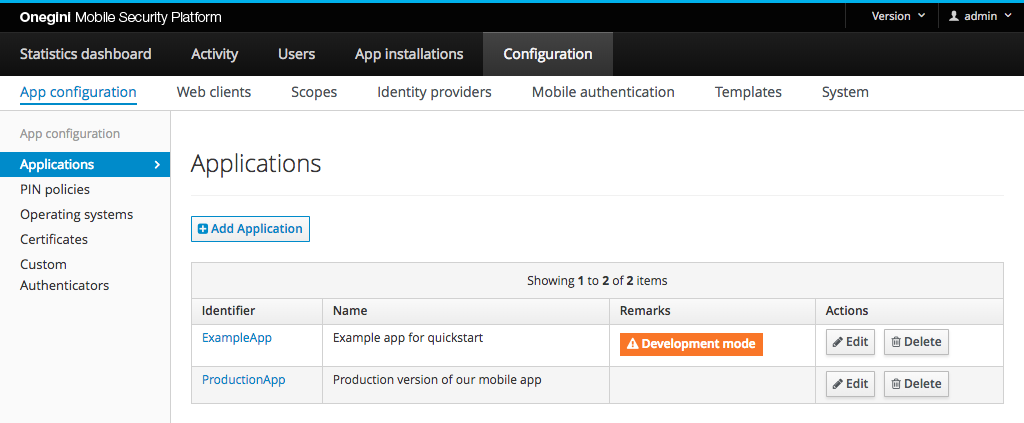 Onegini Mobile Security Platform Version admin
Statistics dashboard Activity Users App installations Configuration
App configuration Web clients Scopes Identity providers Mobile authentication Templates System
App configuration
Applications
PIN policies
Operating systems
Certificates
Custom
Authenticators
Applications
Add Application
Showing 1 to 2 of 2 items
Identifier Name Remarks Actions
ExampleApp Example app for quickstart Development mode Edit Delete
ProductionApp Production version of our mobile app Edit Delete